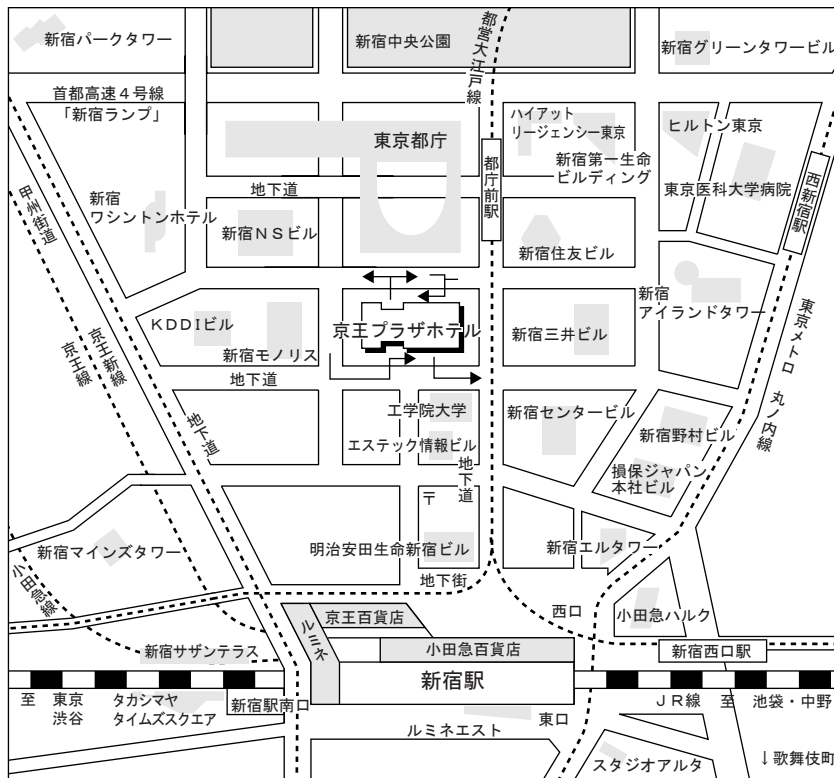 新宿パークタワー
新宿中央公園
都営大江戸線
新宿グリーンタワービル
首都高速4号線
「新宿ランプ」
東京都庁
ハイアット
リージェンシー東京
新宿第一生命
ビルディング
ヒルトン東京
都庁前駅
東京医科大学病院
西新宿駅
甲州街道
新宿
ワシントンホテル
地下道
新宿NSビル
新宿住友ビル
新宿
アイランドタワー
東京メトロ 丸ノ内線
KDDIビル
新宿モノリス
京王プラザホテル
新宿三井ビル
京王新線
京王線
地下道
地下道
工学院大学
エステック情報ビル
地下道
新宿センタービル
新宿野村ビル
損保ジャパン
本社ビル
〒
新宿マインズタワー
明治安田生命新宿ビル
新宿エルタワー
小田急線
地下街
西口
小田急ハルク
京王百貨店
ルミネ
新宿サザンテラス
小田急百貨店
新宿西口駅
新宿駅
至 東京
渋谷
タカシマヤ
タイムズスクエア
新宿駅南口
JR線 至 池袋・中野
東口
ルミネエスト
スタジオアルタ
↓歌舞伎町